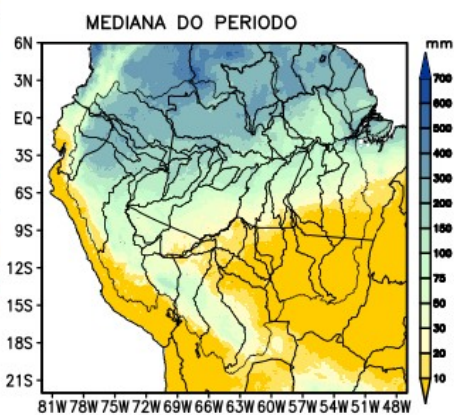 MEDIANA DO PERIODO
mm
6N
3N
EQ
3S
6S
9S
12S
15S
18S
21S
700
600
500
400
300
200
150
100
75
50
30
20
10
81W 78W 75W 72W 69W 66W 63W 60W 57W 54W 51W 48W